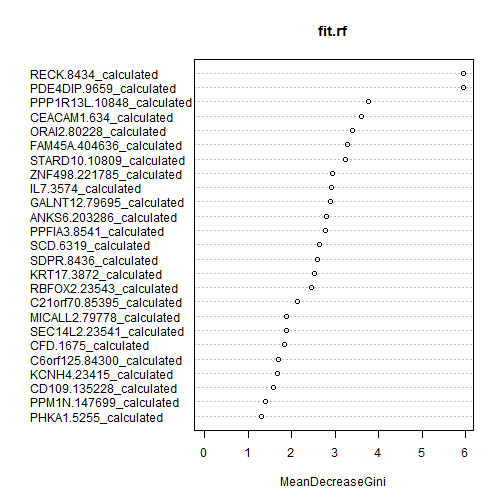 fit.rf
RECK.8434_calculated
PDE4DIP.9659_calculated
PPP1R13L.10848_calculated
CEACAM1.634_calculated
ORAI2.80228_calculated
FAM45A.404636_calculated
STARD10.10809_calculated
ZNF498.221785_calculated
IL7.3574_calculated
GALNT12.79695_calculated
ANKS6.203286_calculated
PPFIA3.8541_calculated
SCD.6319_calculated
SDPR.8436_calculated
KRT17.3872_calculated
RBFOX2.23543_calculated
C21orf70.85395_calculated
MICALL2.79778_calculated
SEC14L2.23541_calculated
CFD.1675_calculated
C6orf125.84300_calculated
KCNH4.23415_calculated
CD109.135228_calculated
PPM1N.147699_calculated
PHKA1.5255_calculated
0 1 2 3 4 5 6
MeanDecreaseGini